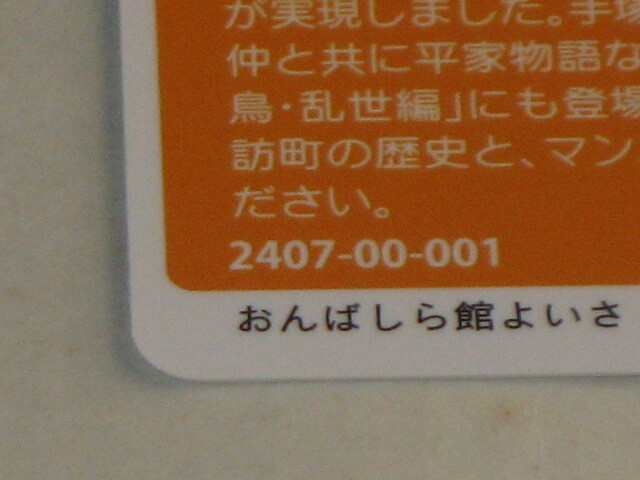 が実現しました。手塚
仲と共に平家物語な
鳥・乱世編」にも登場
訪町の歴史と、マン
ださい。
2407-00-001
おんばしら館よいさ